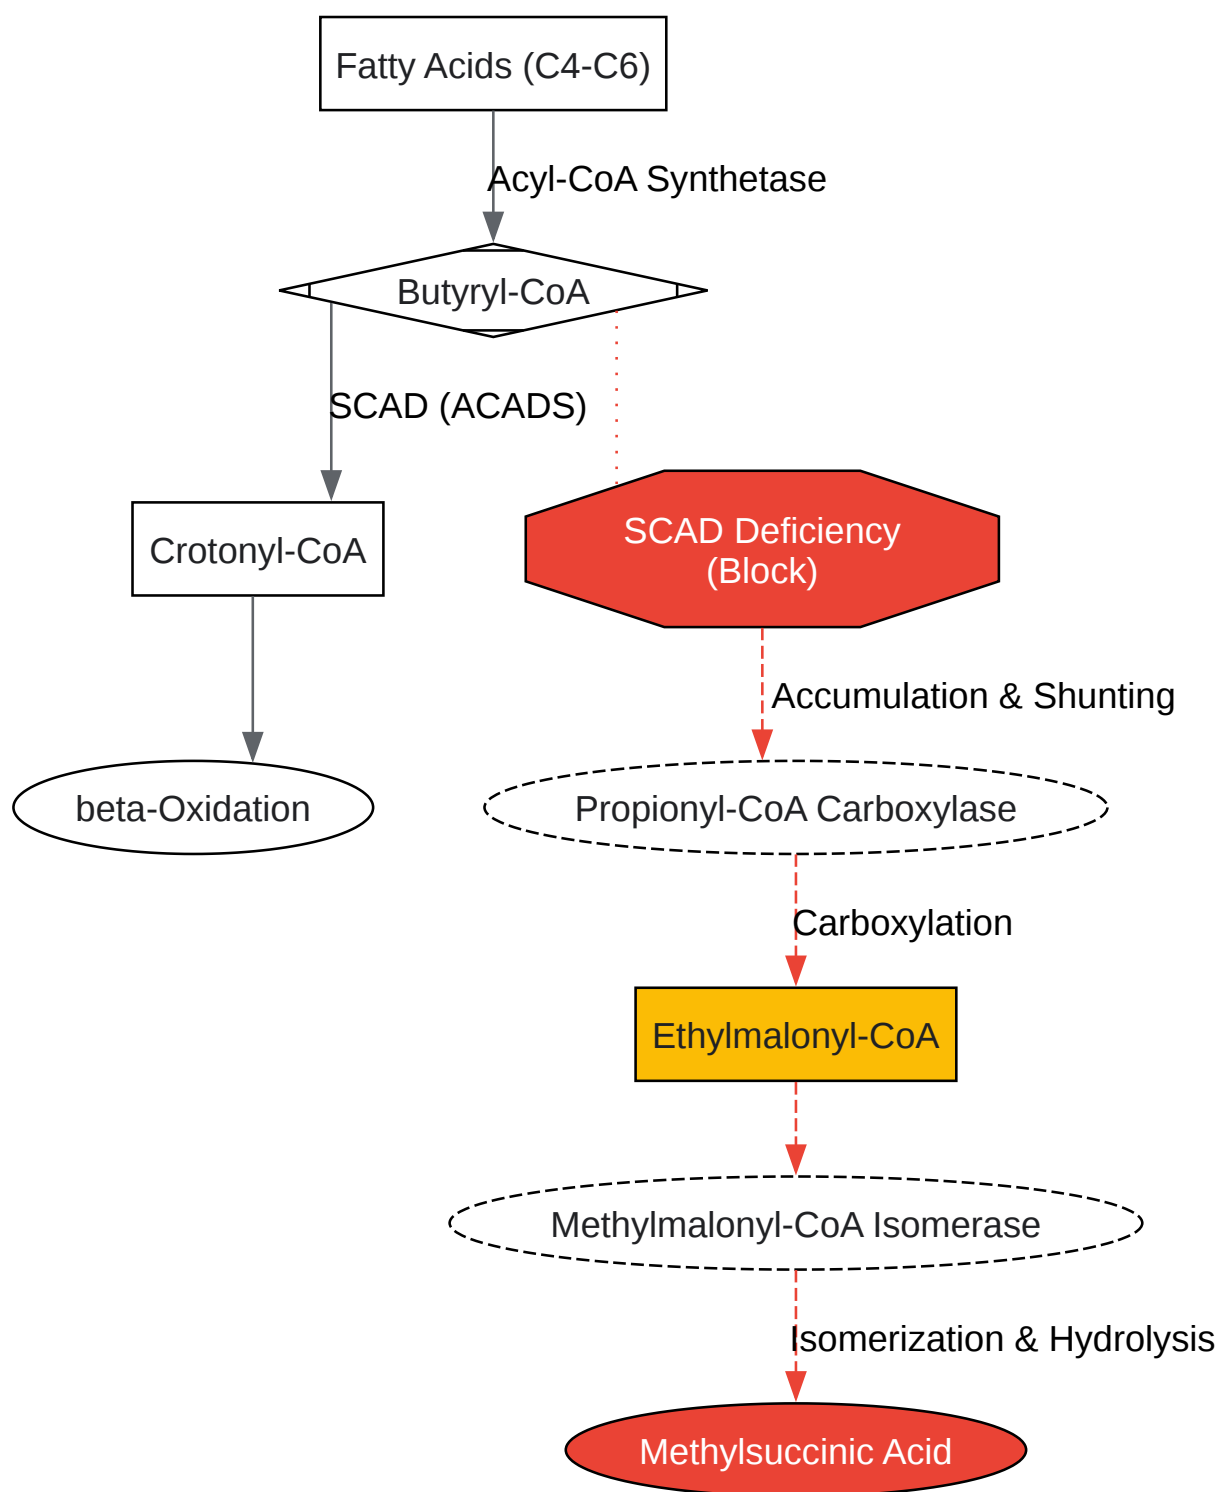 Fatty Acids (C4-C6)
Acyl-CoA Synthetase
Butyryl-CoA
SCAD (ACADS)
SCAD Deficiency
(Block)
Crotonyl-CoA
Accumulation & Shunting
beta-Oxidation
Propionyl-CoA Carboxylase
Carboxylation
Ethylmalonyl-CoA
Methylmalonyl-CoA Isomerase
Isomerization & Hydrolysis
Methylsuccinic Acid